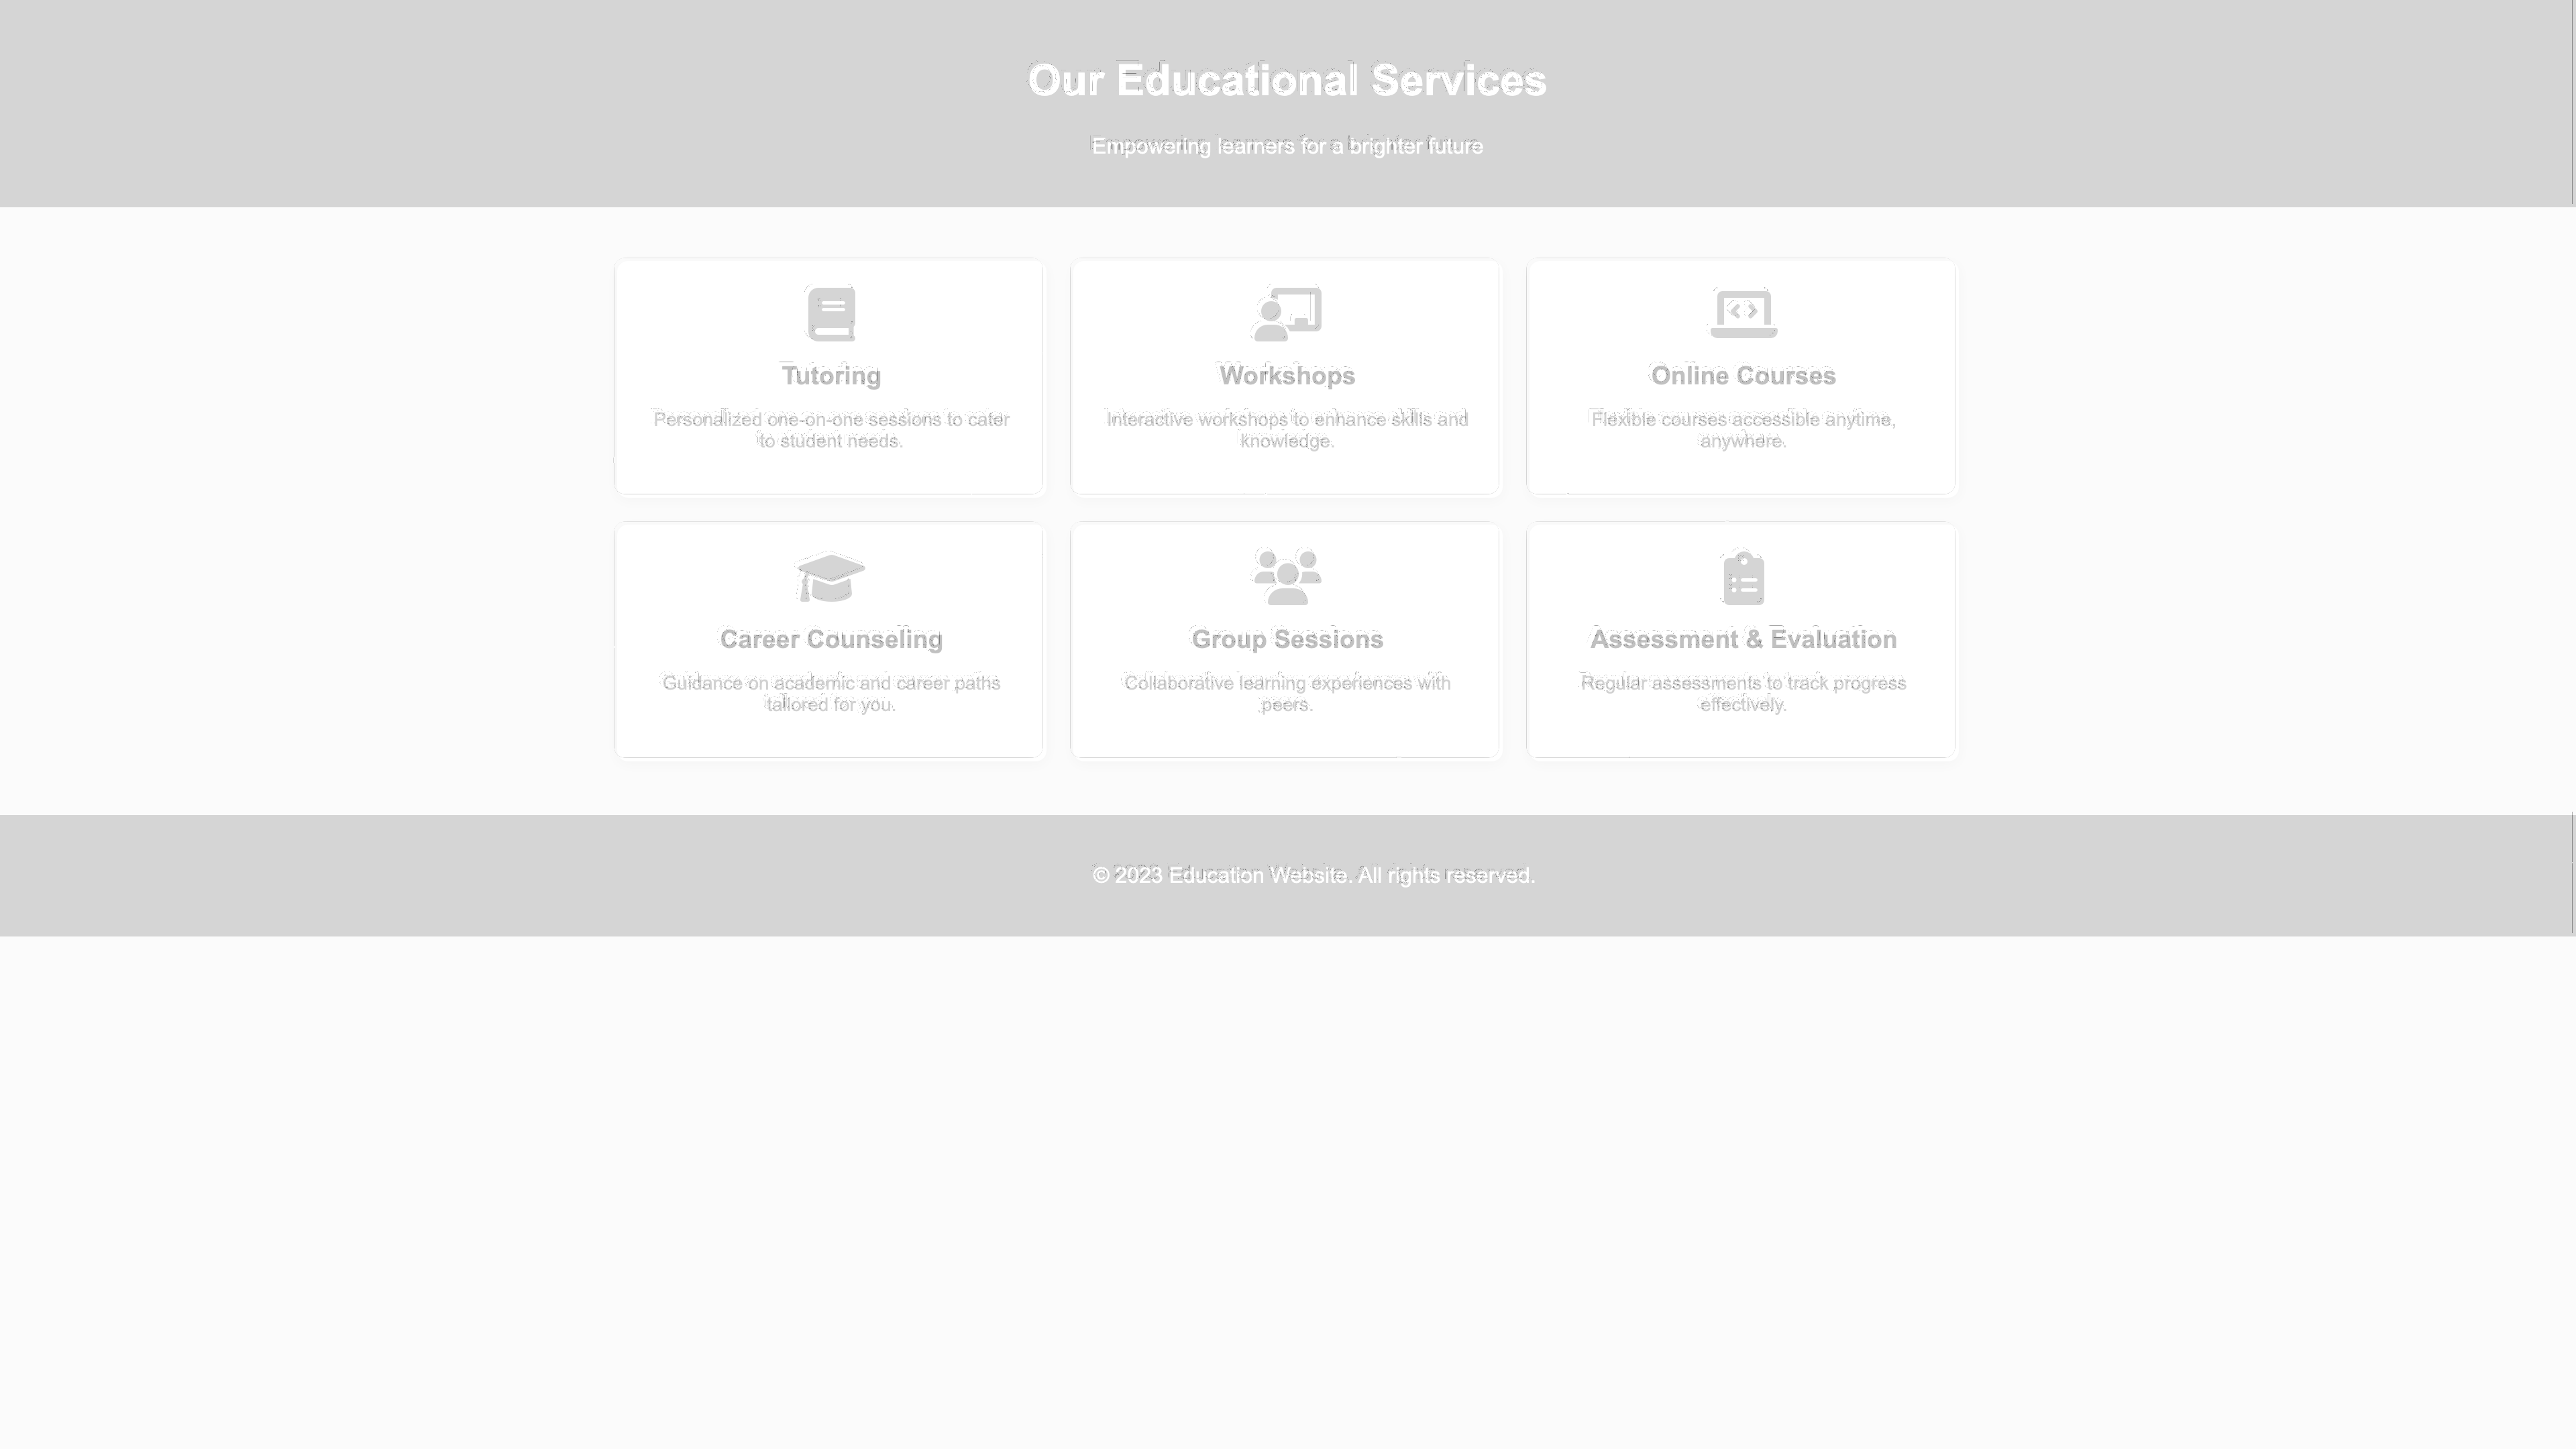 Our Educational Services
Empowering learners for a brighter future
Tutoring
Personalized one-on-one sessions to cater
to student needs.
Workshops
Interactive workshops to enhance skills and
knowledge.
Online Courses
Flexible courses accessible anytime,
anywhere.
Career Counseling
Guidance on academic and career paths
tailored for you.
Group Sessions
Collaborative learning experiences with
peers.
Assessment & Evaluation
Regular assessments to track progress
effectively.
© 2023 Education Website. All rights reserved.